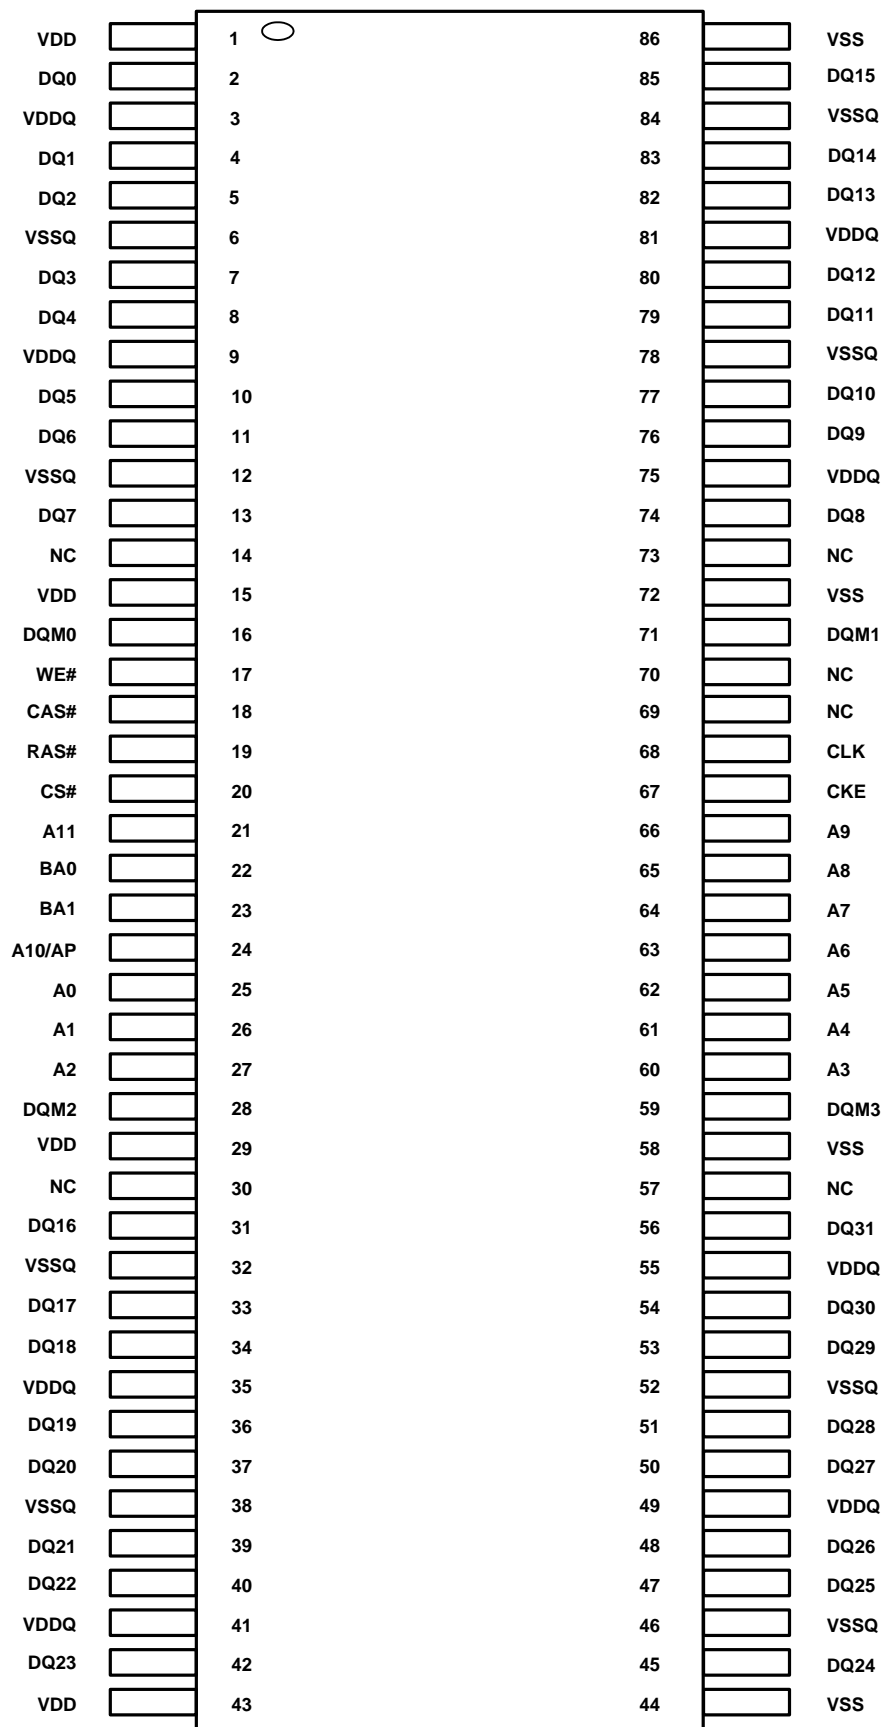 VDD 1 86 VSS
DQ0 2 85 DQ15
VDDQ 3 84 VSSQ
DQ1 4 83 DQ14
DQ2 5 82 DQ13
VSSQ 6 81 VDDQ
DQ3 7 80 DQ12
DQ4 8 79 DQ11
VDDQ 9 78 VSSQ
DQ5 10 77 DQ10
DQ6 11 76 DQ9
VSSQ 12 75 VDDQ
DQ7 13 74 DQ8
NC 14 73 NC
VDD 15 72 VSS
DQM0 16 71 DQM1
WE# 17 70 NC
CAS# 18 69 NC
RAS# 19 68 CLK
CS# 20 67 CKE
A11 21 66 A9
BA0 22 65 A8
BA1 23 64 A7
A10/AP 24 63 A6
A0 25 62 A5
A1 26 61 A4
A2 27 60 A3
DQM2 28 59 DQM3
VDD 29 58 VSS
NC 30 57 NC
DQ16 31 56 DQ31
VSSQ 32 55 VDDQ
DQ17 33 54 DQ30
DQ18 34 53 DQ29
VDDQ 35 52 VSSQ
DQ19 36 51 DQ28
DQ20 37 50 DQ27
VSSQ 38 49 VDDQ
DQ21 39 48 DQ26
DQ22 40 47 DQ25
VDDQ 41 46 VSSQ
DQ23 42 45 DQ24
VDD 43 44 VSS